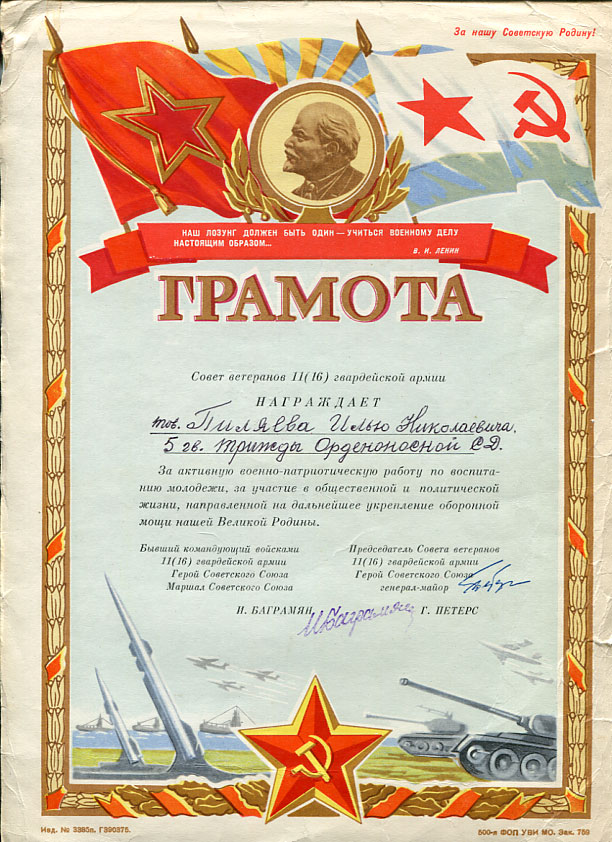 За нашу Советскую Родину!
НАШ ЛОЗУНГ ДОЛЖЕН БЫТЬ ОДИН — УЧИТЬСЯ ВОЕННОМУ ДЕЛУ
НАСТОЯЩИМ ОБРАЗОМ...
В. И. ЛЕНИН
ГРАМОТА
Совет ветеранов 11(16) гвардейской армии
НАГРАЖДАЕТ
тов. Пиляева Илью Николаевича,
5 гв. трижды Орденоносной СД.
За активную военно-патриотическую работу по воспита-
нию молодежи, за участие в общественной и политической
жизни, направленной на дальнейшее укрепление оборонной
мощи нашей Великой Родины.
Бывший командующий войсками
11(16) гвардейской армии
Герой Советского Союза
Маршал Советского Союза
И. БАГРАМЯН
Председатель Совета ветеранов
11(16) гвардейской армии
Герой Советского Союза
генерал-майор
Г. ПЕТЕРС
И Баграмян
Изд. № 3385п. Г390375.
500-я ФОП УВИ МО. Зак. 759